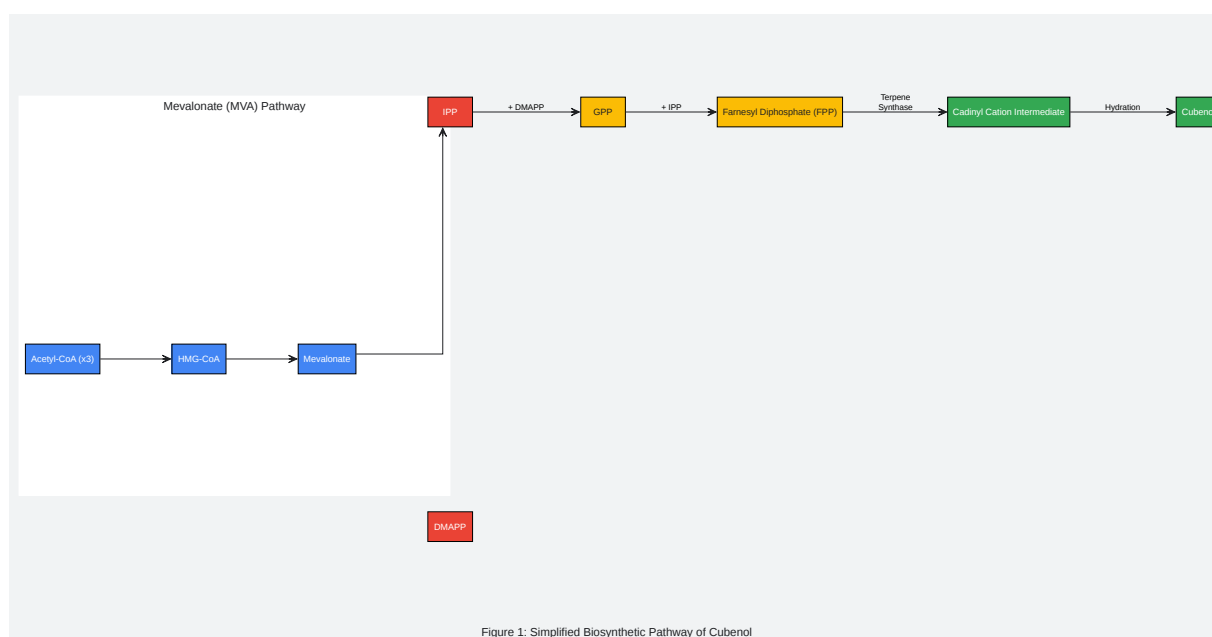 Mevalonate (MVA) Pathway
IPP
+ DMAPP
GPP
+ IPP
Farnesyl Diphosphate (FPP)
Terpene
Synthase
Cadinyl Cation Intermediate
Hydration
Cubeno
Acetyl-CoA (x3)
HMG-CoA
Mevalonate
DMAPP
Figure 1: Simplified Biosynthetic Pathway of Cubenol